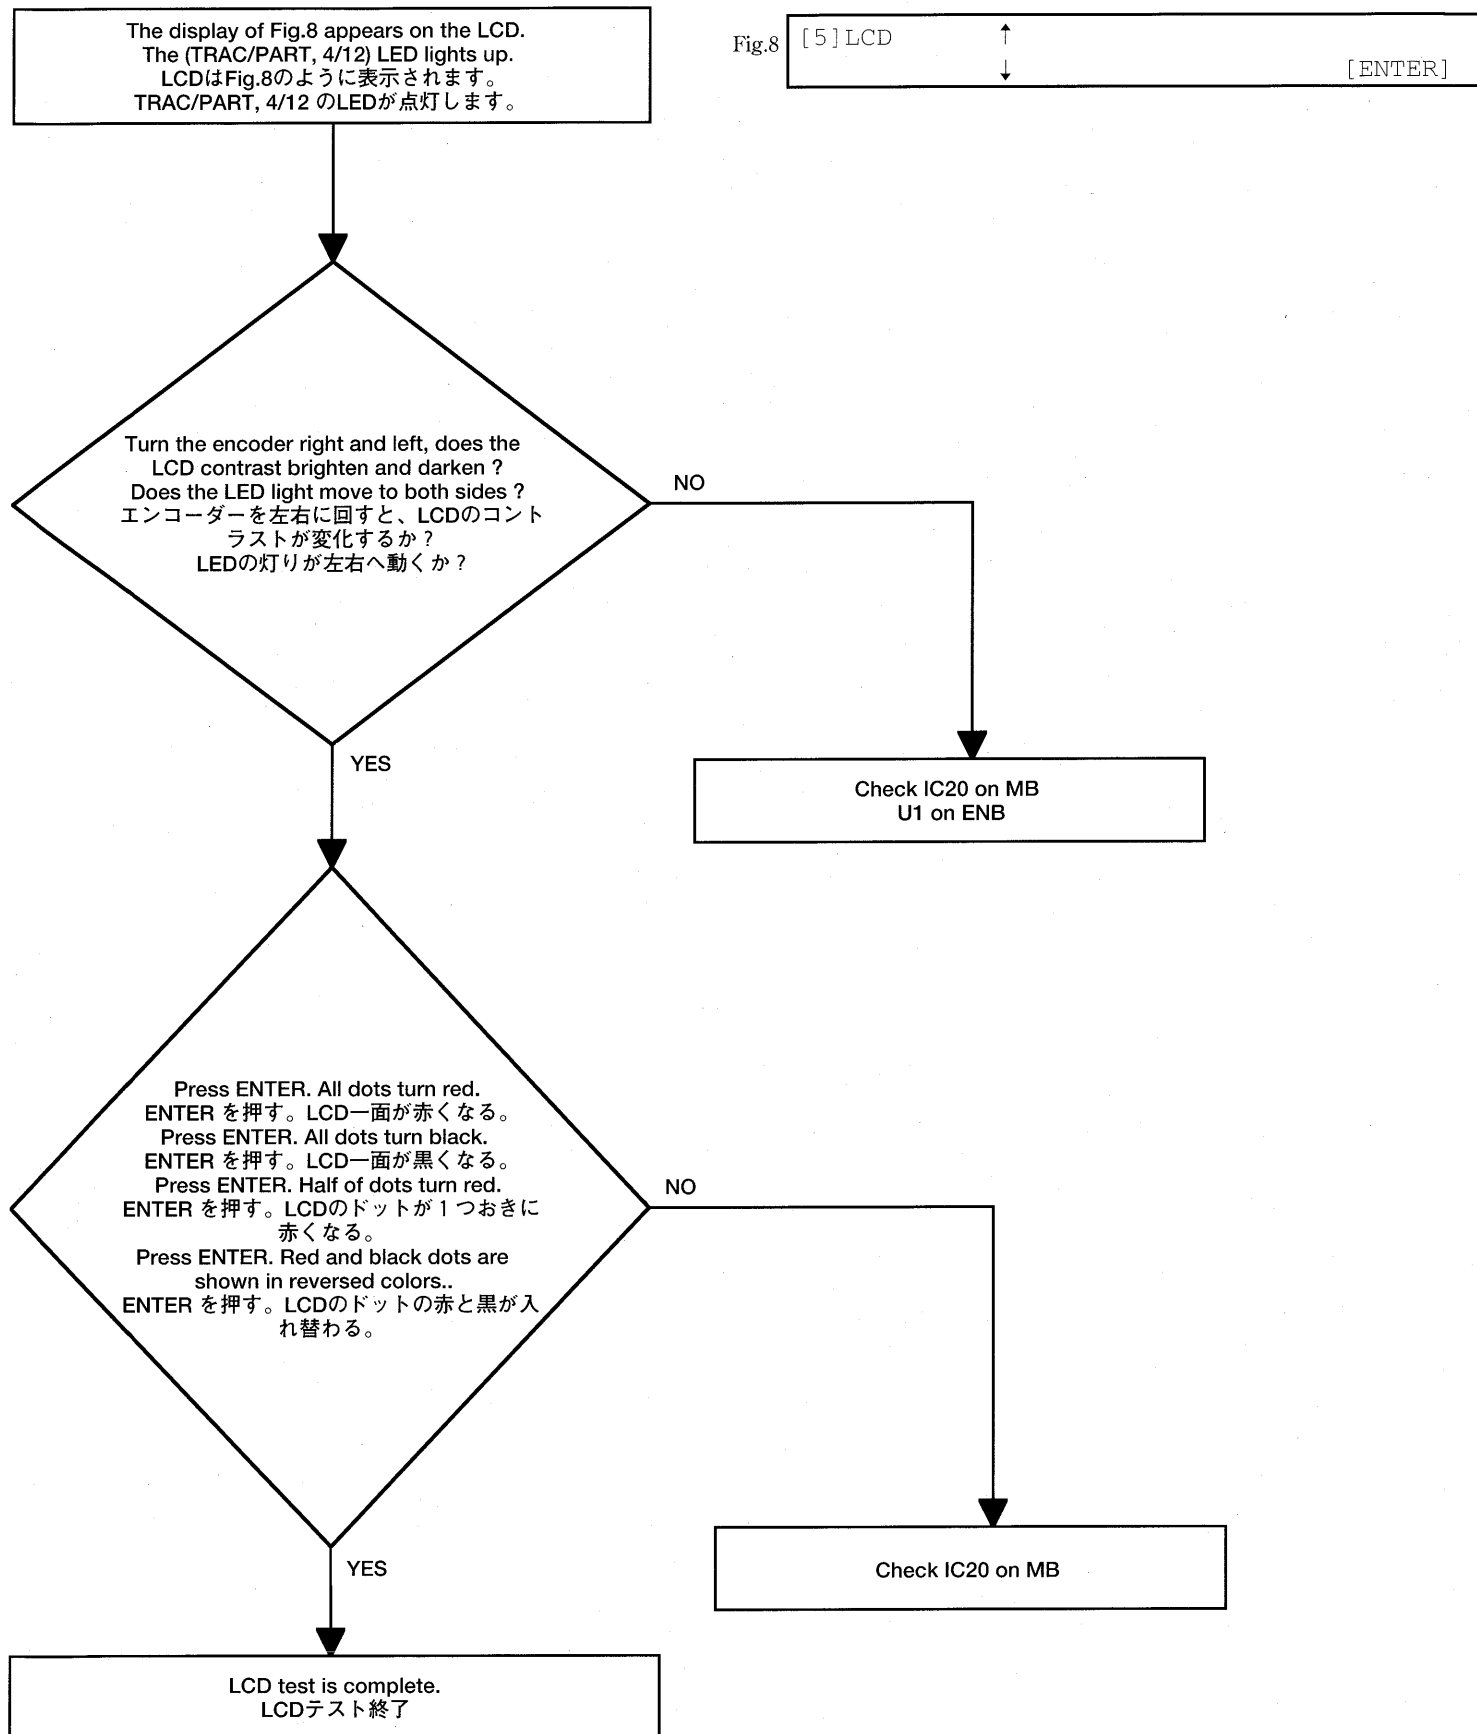 The display of Fig.8 appears on the LCD.
The (TRAC/PART, 4/12) LED lights up.
LCDはFig.8のように表示されます。
TRAC/PART, 4/12 のLEDが点灯します。
Fig.8
[5]LCD
↑
↓
[ENTER]
Turn the encoder right and left, does the
LCD contrast brighten and darken ?
Does the LED light move to both sides ?
エンコーダーを左右に回すと、LCDのコント
ラストが変化するか?
LEDの灯りが左右へ動くか?
NO
YES
Check IC20 on MB
U1 on ENB
Press ENTER. All dots turn red.
ENTER を押す。LCD一面が赤くなる。
Press ENTER. All dots turn black.
ENTER を押す。LCD一面が黒くなる。
Press ENTER. Half of dots turn red.
ENTER を押す。LCDのドットが1つおきに
赤くなる。
Press ENTER. Red and black dots are
shown in reversed colors..
ENTER を押す。LCDのドットの赤と黒が入
れ替わる。
NO
YES
Check IC20 on MB
LCD test is complete.
LCDテスト終了